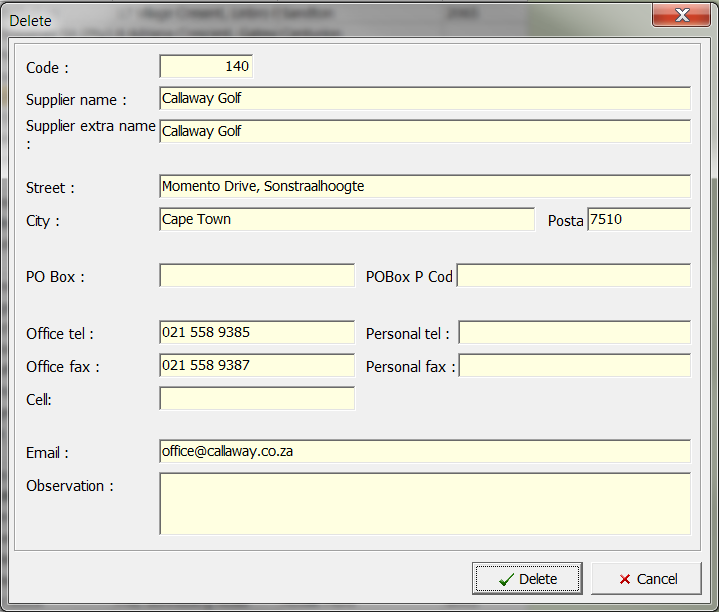 Delete
Code : 140
Supplier name : Callaway Golf
Supplier extra name : Callaway Golf
Street : Momento Drive, Sonstraalhoogte
City : Cape Town Posta 7510
PO Box : POBox P Cod
Office tel : 021 558 9385 Personal tel :
Office fax : 021 558 9387 Personal fax :
Cell:
Email : office@callaway.co.za
Observation :
Delete Cancel